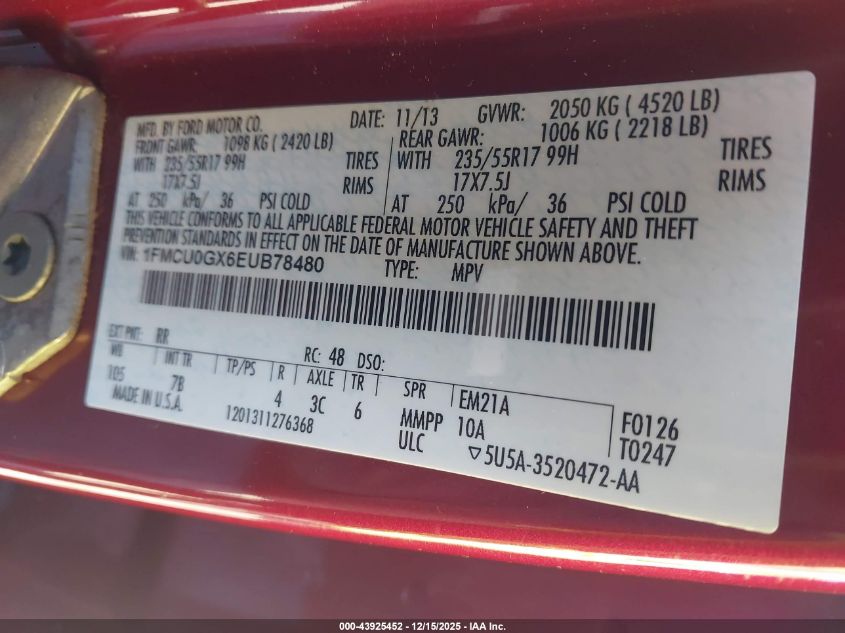 MFD. BY FORD MOTOR CO. DATE: 11/13 GVWR: 2050 KG ( 4520 LB)
FRONT GAWR: 1098 KG ( 2420 LB) REAR GAWR: 1006 KG ( 2218 LB)
WITH 235/55R17 99H TIRES WITH 235/55R17 99H TIRES
17X7.5J RIMS 17X7.5J RIMS
AT 250 kPa/ 36 PSI COLD AT 250 kPa/ 36 PSI COLD
THIS VEHICLE CONFORMS TO ALL APPLICABLE FEDERAL MOTOR VEHICLE SAFETY AND THEFT
PREVENTION STANDARDS IN EFFECT ON THE DATE OF MANUFACTURE SHOWN ABOVE.
VIN: 1FMCU0GX6EUB78480 TYPE: MPV
EXT PNT: RR RC: 48 DSO:
WB INT TR TP/PS R AXLE TR SPR EM21A
105 7B 4 3C 6 MMPP 10A F0126
MADE IN U.S.A. 1201311276368 ULC T0247
▽5U5A-3520472-AA
000-43925452 - 12/15/2025 - IAA Inc.